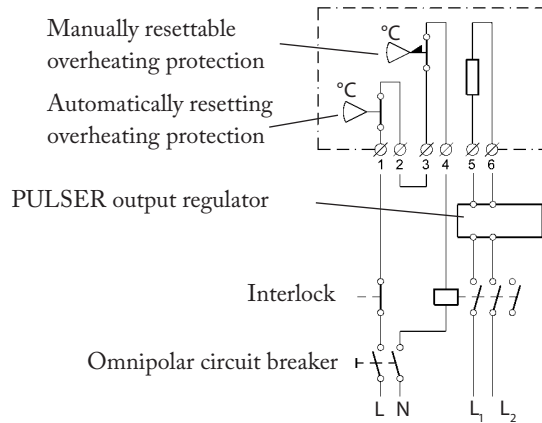 Manually resettable
overheating protection
°C
Automatically resetting
overheating protection
°C
1 2 3 4 5 6
PULSER output regulator
Interlock
Omnipolar circuit breaker
L N L1 L2